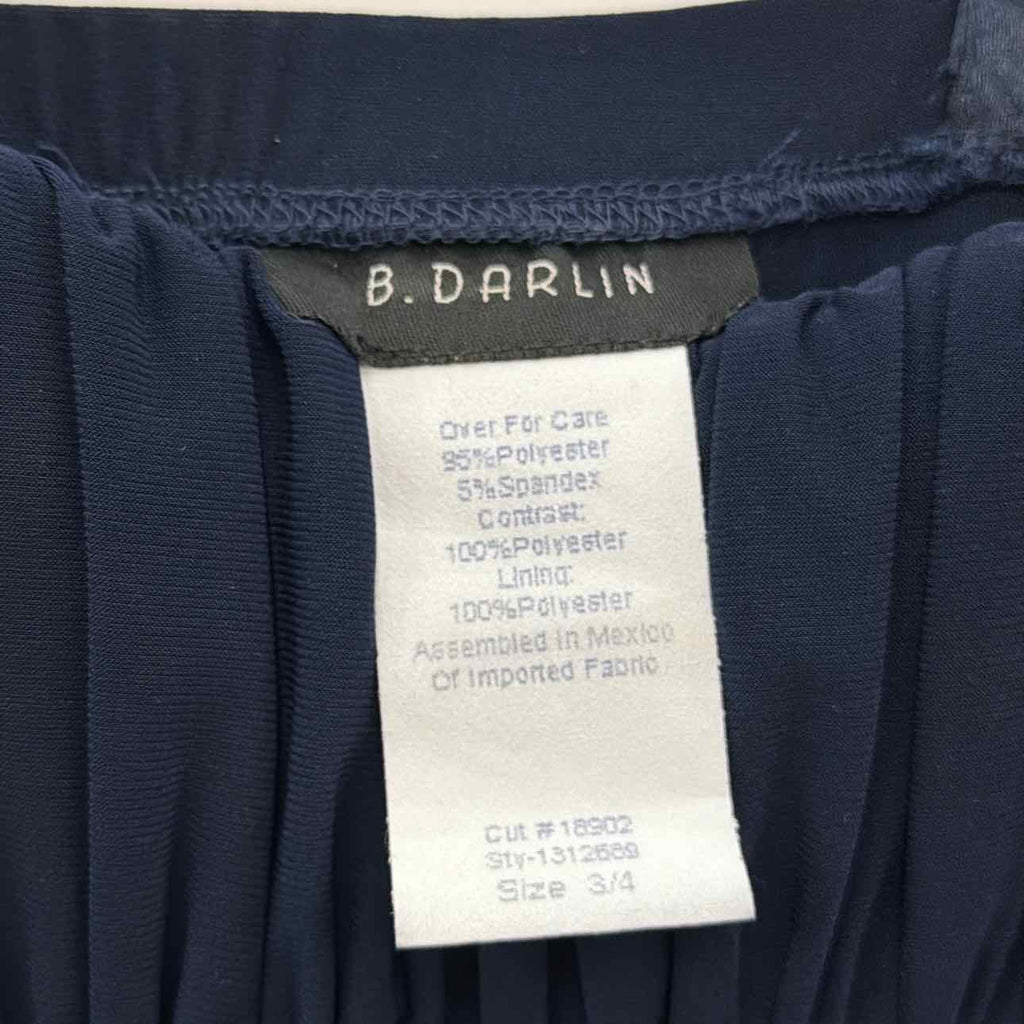 B. DARLIN
Over For Care
95%Polyester
5%Spandex
Contrast:
100%Polyester
Lining:
100%Polyester
Assembled In Mexico
Of Imported Fabric
Cut #18902
Sty-1312689
Size 3/4